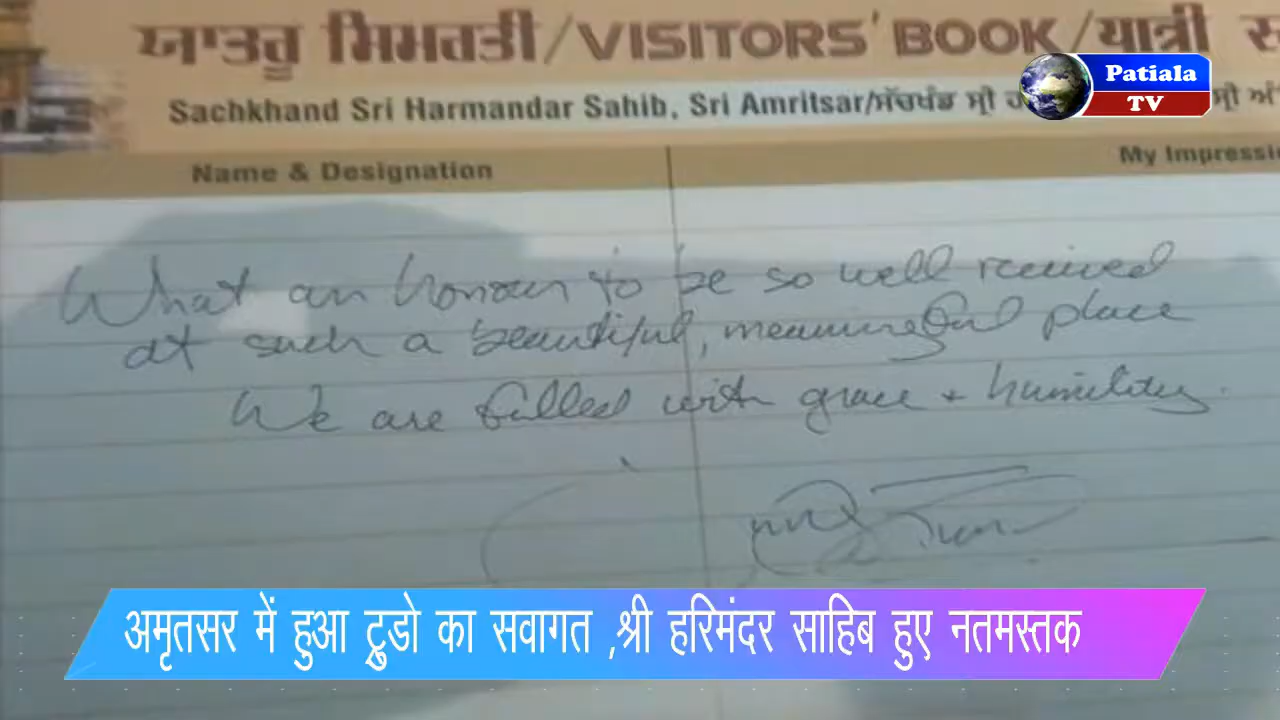 ਯਾਤਰੂ ਸਿਮਰਤੀ/VISITORS' BOOK/यात्री
Patiala
TV
Sachkhand Sri Harmandar Sahib, Sri Amritsar/ਸੱਚਖੰਡ ਸ੍ਰੀ
Name & Designation
My Impressi
What an honour to be so well received
at such a beautiful, meaningful place
We are filled with grace + humility.
अमृतसर में हुआ ट्रुडो का सवागत ,श्री हरिमंदर साहिब हुए नतमस्तक